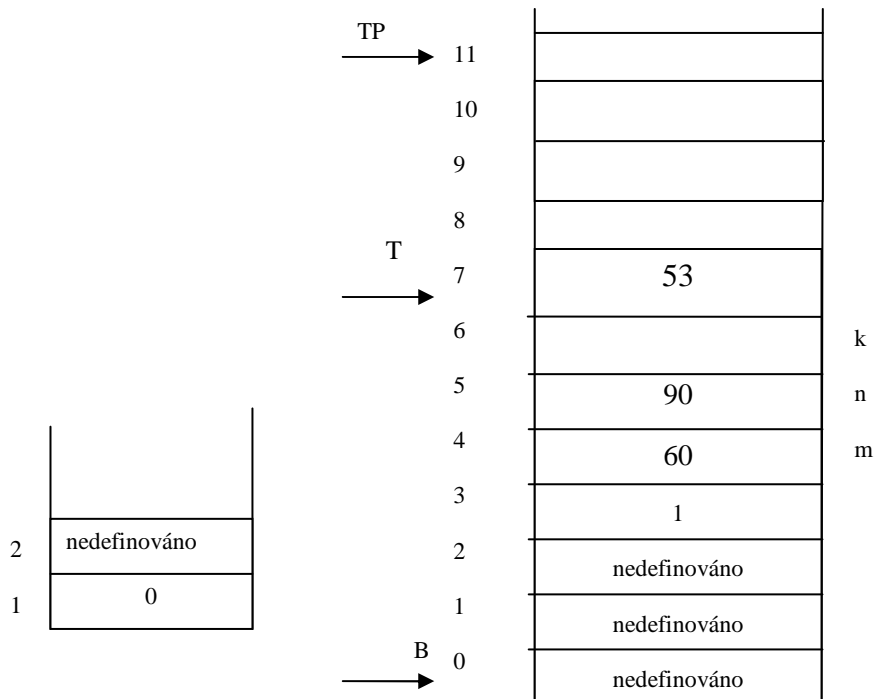 TP
11
10
9
8
T
7 53
6 k
5 90 n
4 60 m
3 1
2 nedefinováno
1 nedefinováno
B 0 nedefinováno
2 nedefinováno
1 0